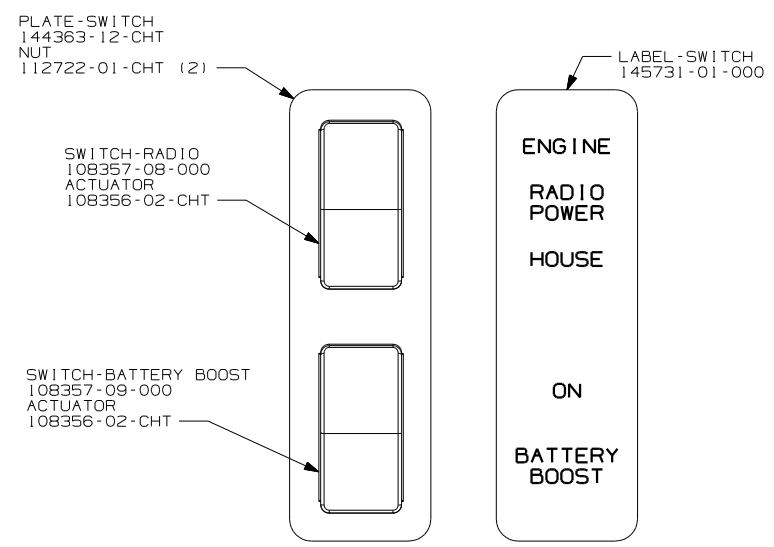 PLATE-SWITCH
144363-12-CHT
NUT
112722-01-CHT (2)
LABEL-SWITCH
145731-01-000
SWITCH-RADIO
108357-08-000
ACTUATOR
108356-02-CHT
SWITCH-BATTERY BOOST
108357-09-000
ACTUATOR
108356-02-CHT
ENGINE
RADIO
POWER
HOUSE
ON
BATTERY
BOOST